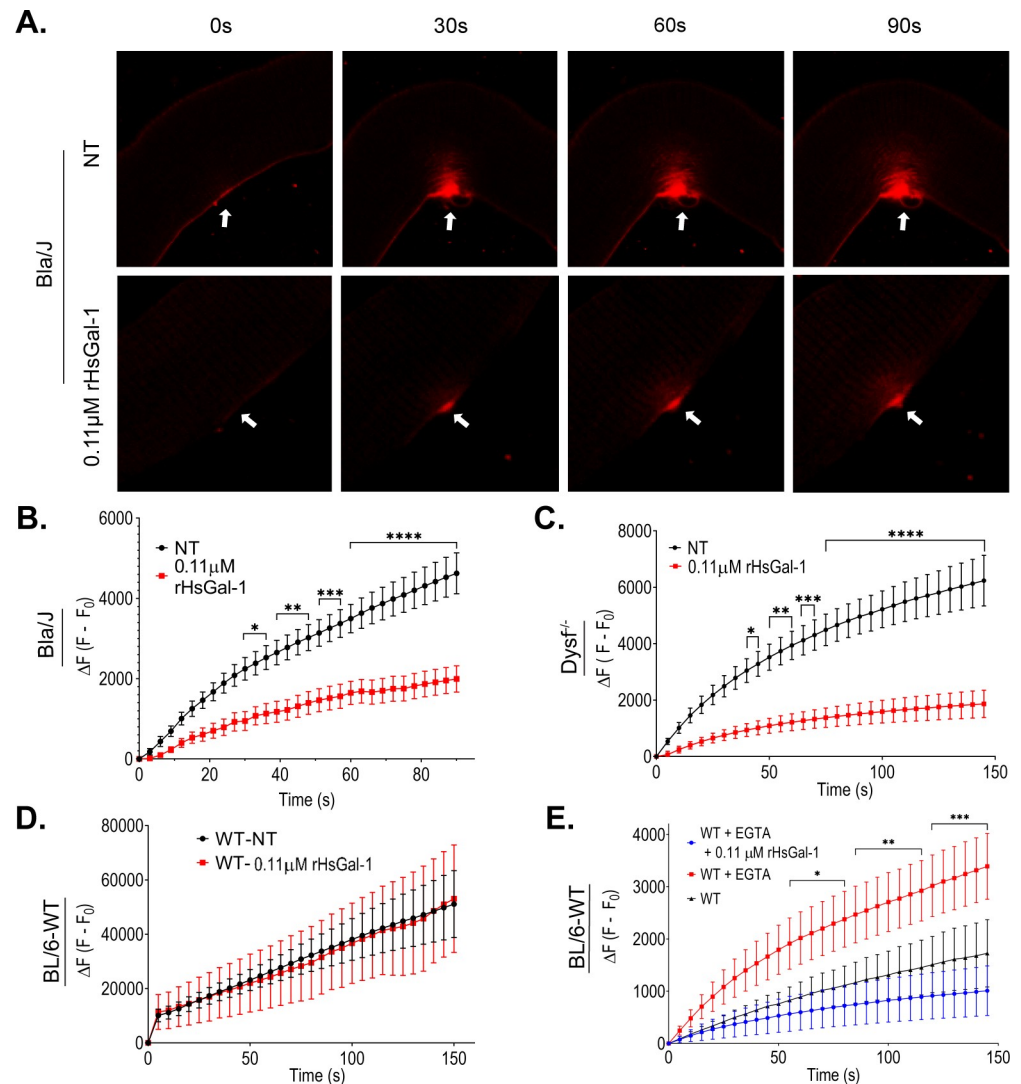 A.
0s 30s 60s 90s
Bla/J
NT
0.11µM rHsGal-1
B.
Bla/J
ΔF (F - F₀)
6000
4000
2000
0
NT
0.11µM
rHsGal-1
*
**
***
****
0 20 40 60 80
Time (s)
C.
Dysf⁻/⁻
ΔF ( F - F₀)
8000
6000
4000
2000
0
NT
0.11µM rHsGal-1
*
**
***
****
0 50 100 150
Time (s)
D.
BL/6-WT
ΔF (F - F₀)
80000
60000
40000
20000
0
WT-NT
WT- 0.11µM rHsGal-1
0 50 100 150
Time (s)
E.
BL/6-WT
ΔF (F - F₀)
4000
3000
2000
1000
0
WT + EGTA
+ 0.11 µM rHsGal-1
WT + EGTA
WT
*
**
***
0 50 100 150
Time (s)